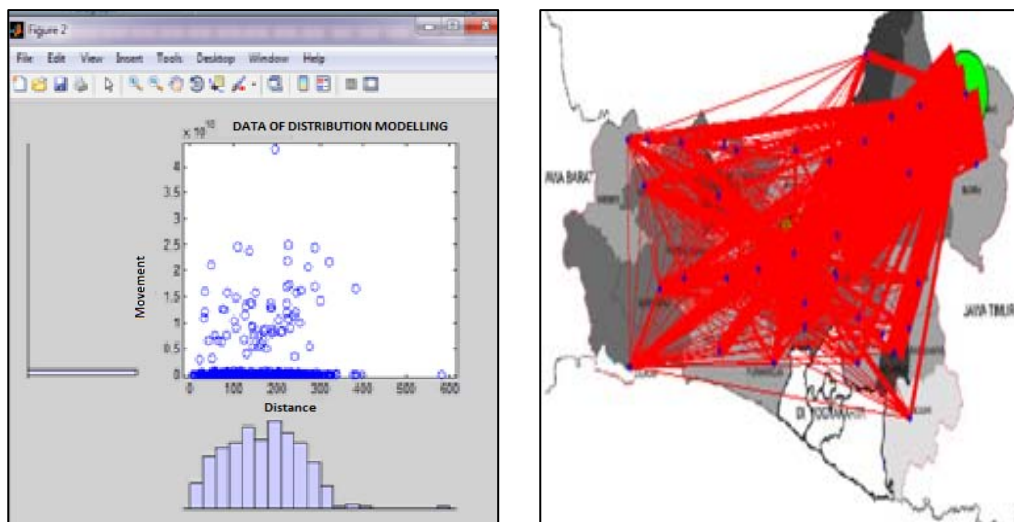 Figure 2
File Edit View Insert Tools Desktop Window Help
× 10¹⁰
DATA OF DISTRIBUTION MODELLING
4
3.5
3
2.5
2
1.5
1
0.5
0
Movement
0 100 200 300 400 500 600
Distance
JAWA BARAT
JAWA TIMUR
DI YOGYAKARTA